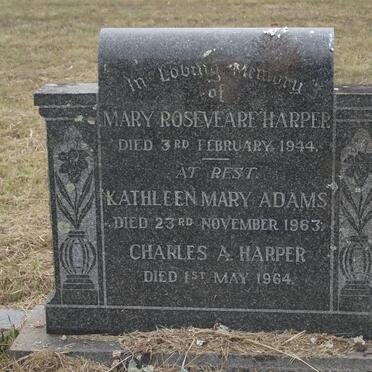 In Loving Memory
of
MARY ROSEVEARE HARPER
DIED 3RD FEBRUARY 1944.
AT REST.
KATHLEEN MARY ADAMS
DIED 23RD NOVEMBER 1963.
CHARLES A. HARPER
DIED 1ST MAY 1964.